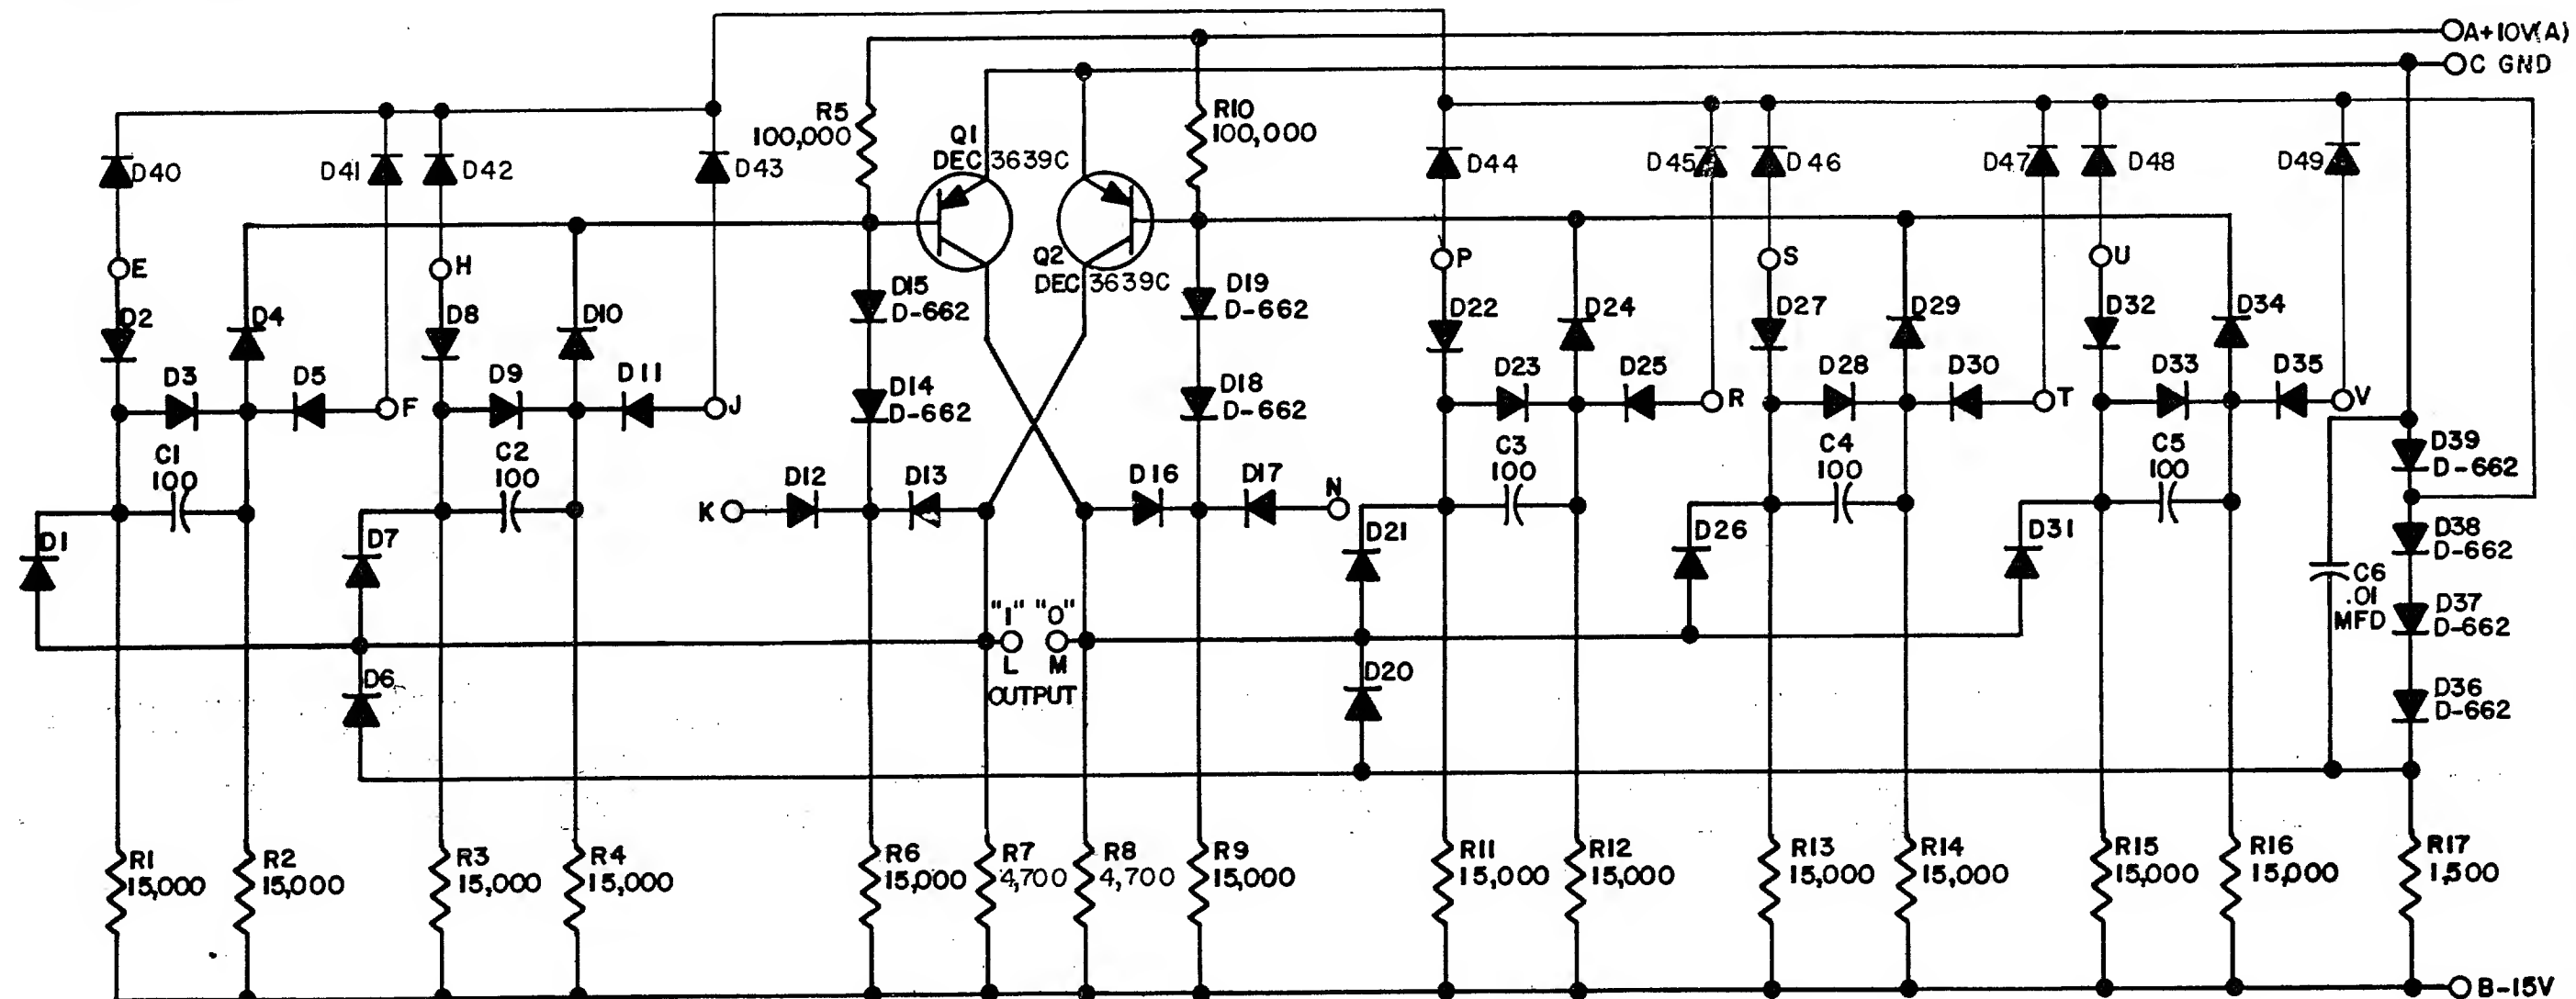 A+10V(A)
C GND
R5
100,000
Q1
DEC 3639C
R10
100,000
D40
D41
D42
D43
D44
D45
D46
D47
D48
D49
E
H
Q2
DEC 3639C
P
S
U
D2
D4
D8
D10
D15
D-662
D19
D-662
D22
D24
D27
D29
D32
D34
D3
D5
F
D9
D11
J
D14
D-662
D18
D-662
D23
D25
R
D28
D30
T
D33
D35
V
C1
100
C2
100
C3
100
C4
100
C5
100
D39
D-662
K
D12
D13
D16
D17
N
D1
D7
D21
D26
D31
D38
D-662
C6
.01
MFD
D37
D-662
"1" "0"
L M
OUTPUT
D6
D20
D36
D-662
R1
15,000
R2
15,000
R3
15,000
R4
15,000
R6
15,000
R7
4,700
R8
4,700
R9
15,000
R11
15,000
R12
15,000
R13
15,000
R14
15,000
R15
15,000
R16
15,000
R17
1,500
B-15V